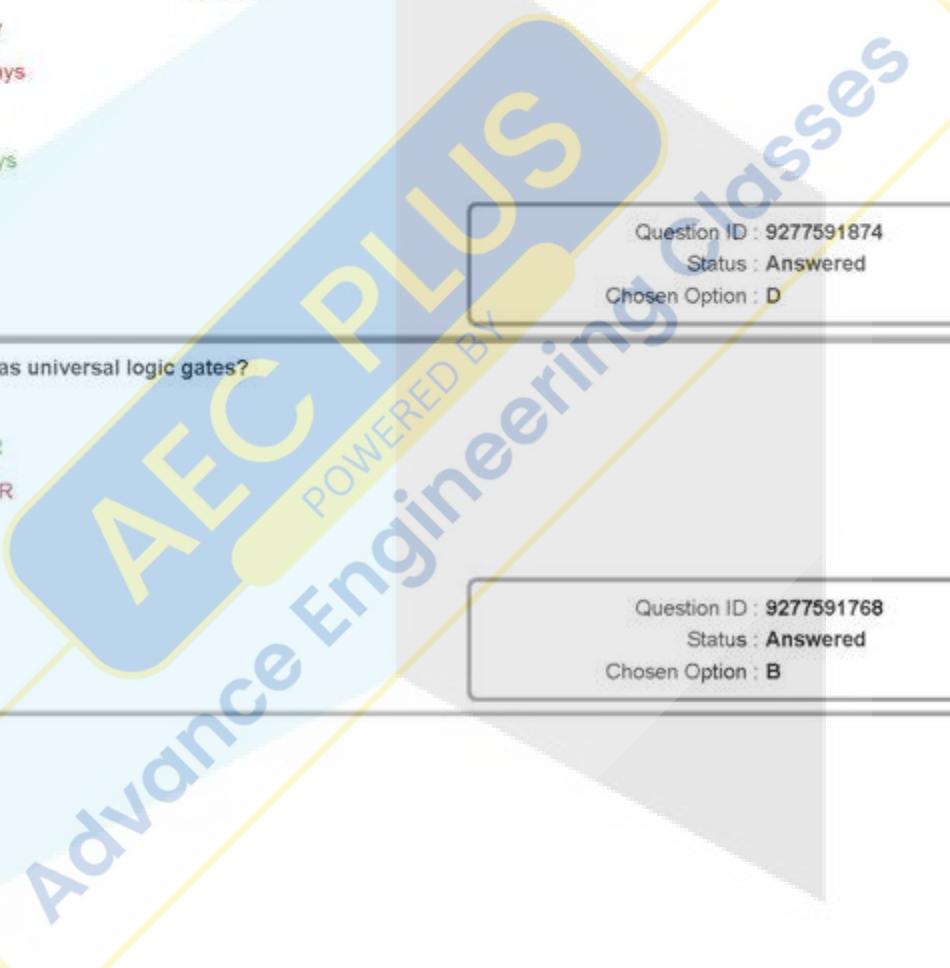 ys
Question ID : 9277591874
Status : Answered
Chosen Option : D
as universal logic gates?
R
Question ID : 9277591768
Status : Answered
Chosen Option : B
AEC PLUS
POWERED BY
Advance Engineering Classes